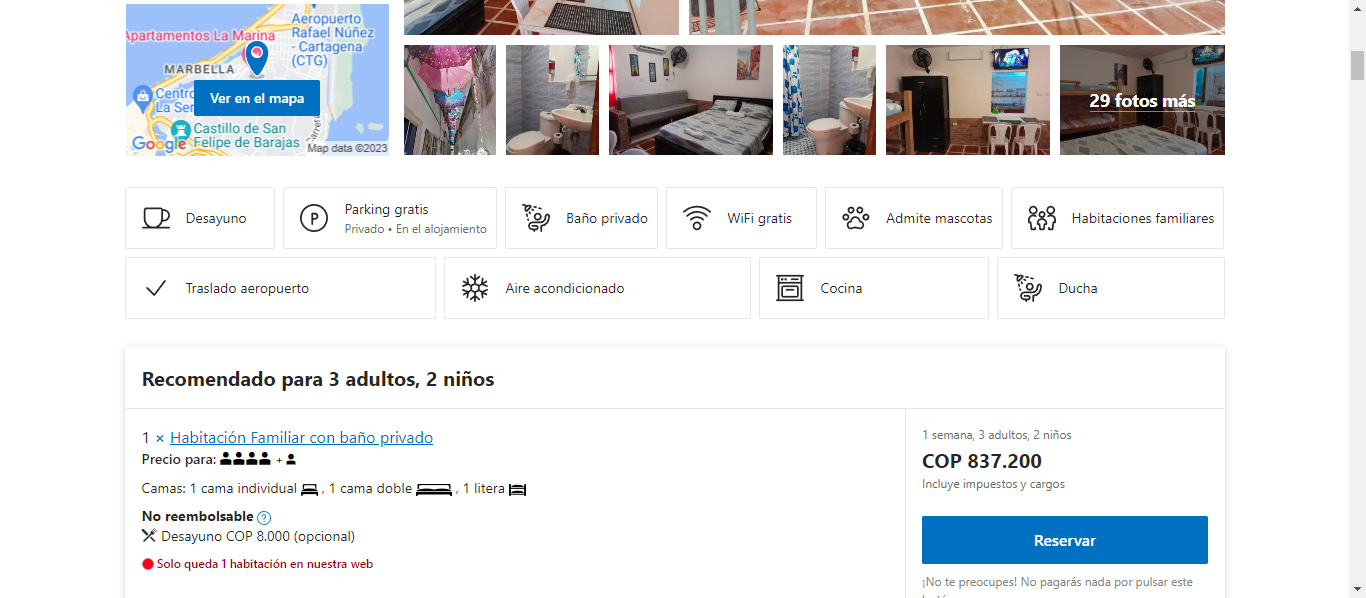 Aeropuerto
Rafael Núñez
- Cartagena
(CTG)
Apartamentos La Marina
MARBELLA
Centro
La Ser
Ver en el mapa
Castillo de San
Felipe de Barajas
Carrera
Google
Map data ©2023
29 fotos más
Desayuno
Parking gratis
Privado • En el alojamiento
Baño privado
WiFi gratis
Admite mascotas
Habitaciones familiares
Traslado aeropuerto
Aire acondicionado
Cocina
Ducha
Recomendado para 3 adultos, 2 niños
1 × Habitación Familiar con baño privado
Precio para: +
Camas: 1 cama individual , 1 cama doble , 1 litera
No reembolsable ?
Desayuno COP 8.000 (opcional)
Solo queda 1 habitación en nuestra web
1 semana, 3 adultos, 2 niños
COP 837.200
Incluye impuestos y cargos
Reservar
¡No te preocupes! No pagarás nada por pulsar este